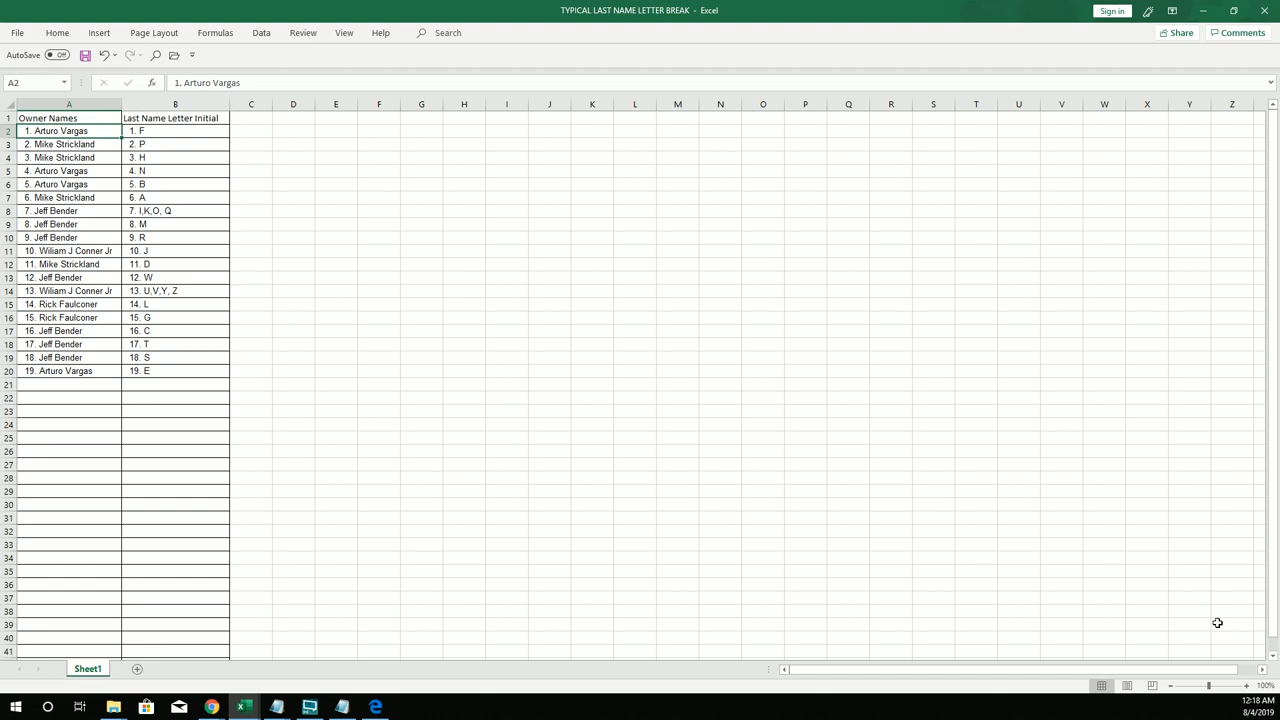 TYPICAL LAST NAME LETTER BREAK - Excel
Sign in
File Home Insert Page Layout Formulas Data Review View Help Search Share Comments
AutoSave Off
A2 fx 1. Arturo Vargas
A B C D E F G H I J K L M N O P Q R S T U V W X Y Z
1 Owner Names Last Name Letter Initial
2 1. Arturo Vargas 1. F
3 2. Mike Strickland 2. P
4 3. Mike Strickland 3. H
5 4. Arturo Vargas 4. N
6 5. Arturo Vargas 5. B
7 6. Mike Strickland 6. A
8 7. Jeff Bender 7. I,K,O, Q
9 8. Jeff Bender 8. M
10 9. Jeff Bender 9. R
11 10. Wiliam J Conner Jr 10. J
12 11. Mike Strickland 11. D
13 12. Jeff Bender 12. W
14 13. Wiliam J Conner Jr 13. U,V,Y, Z
15 14. Rick Faulconer 14. L
16 15. Rick Faulconer 15. G
17 16. Jeff Bender 16. C
18 17. Jeff Bender 17. T
19 18. Jeff Bender 18. S
20 19. Arturo Vargas 19. E
21
22
23
24
25
26
27
28
29
30
31
32
33
34
35
36
37
38
39
40
41
Sheet1
100%
12:18 AM
8/4/2019